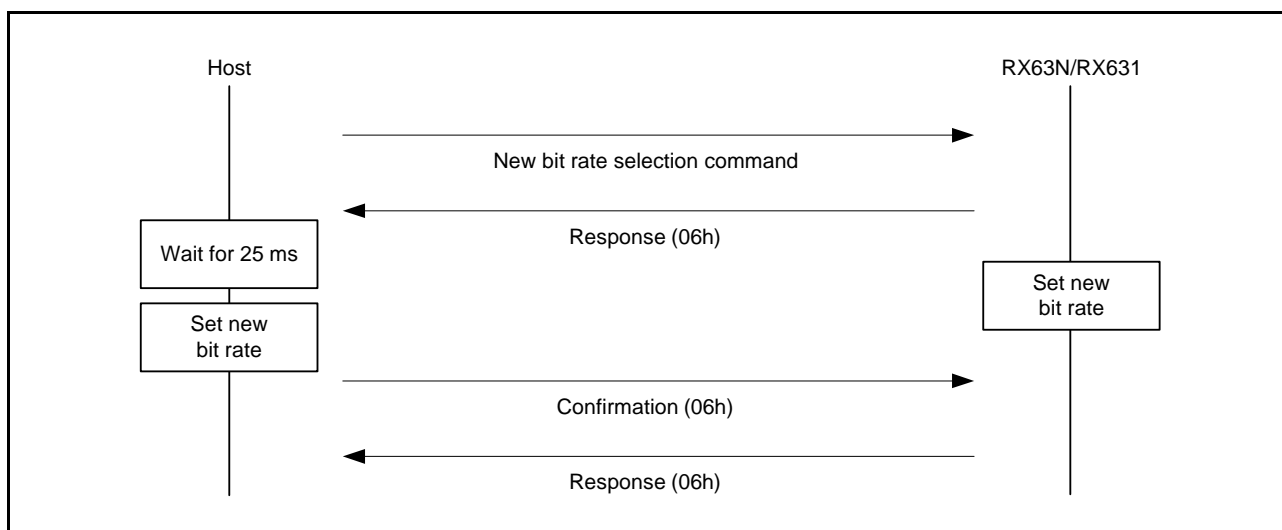 Host
RX63N/RX631
New bit rate selection command
Response (06h)
Wait for 25 ms
Set new
bit rate
Set new
bit rate
Confirmation (06h)
Response (06h)